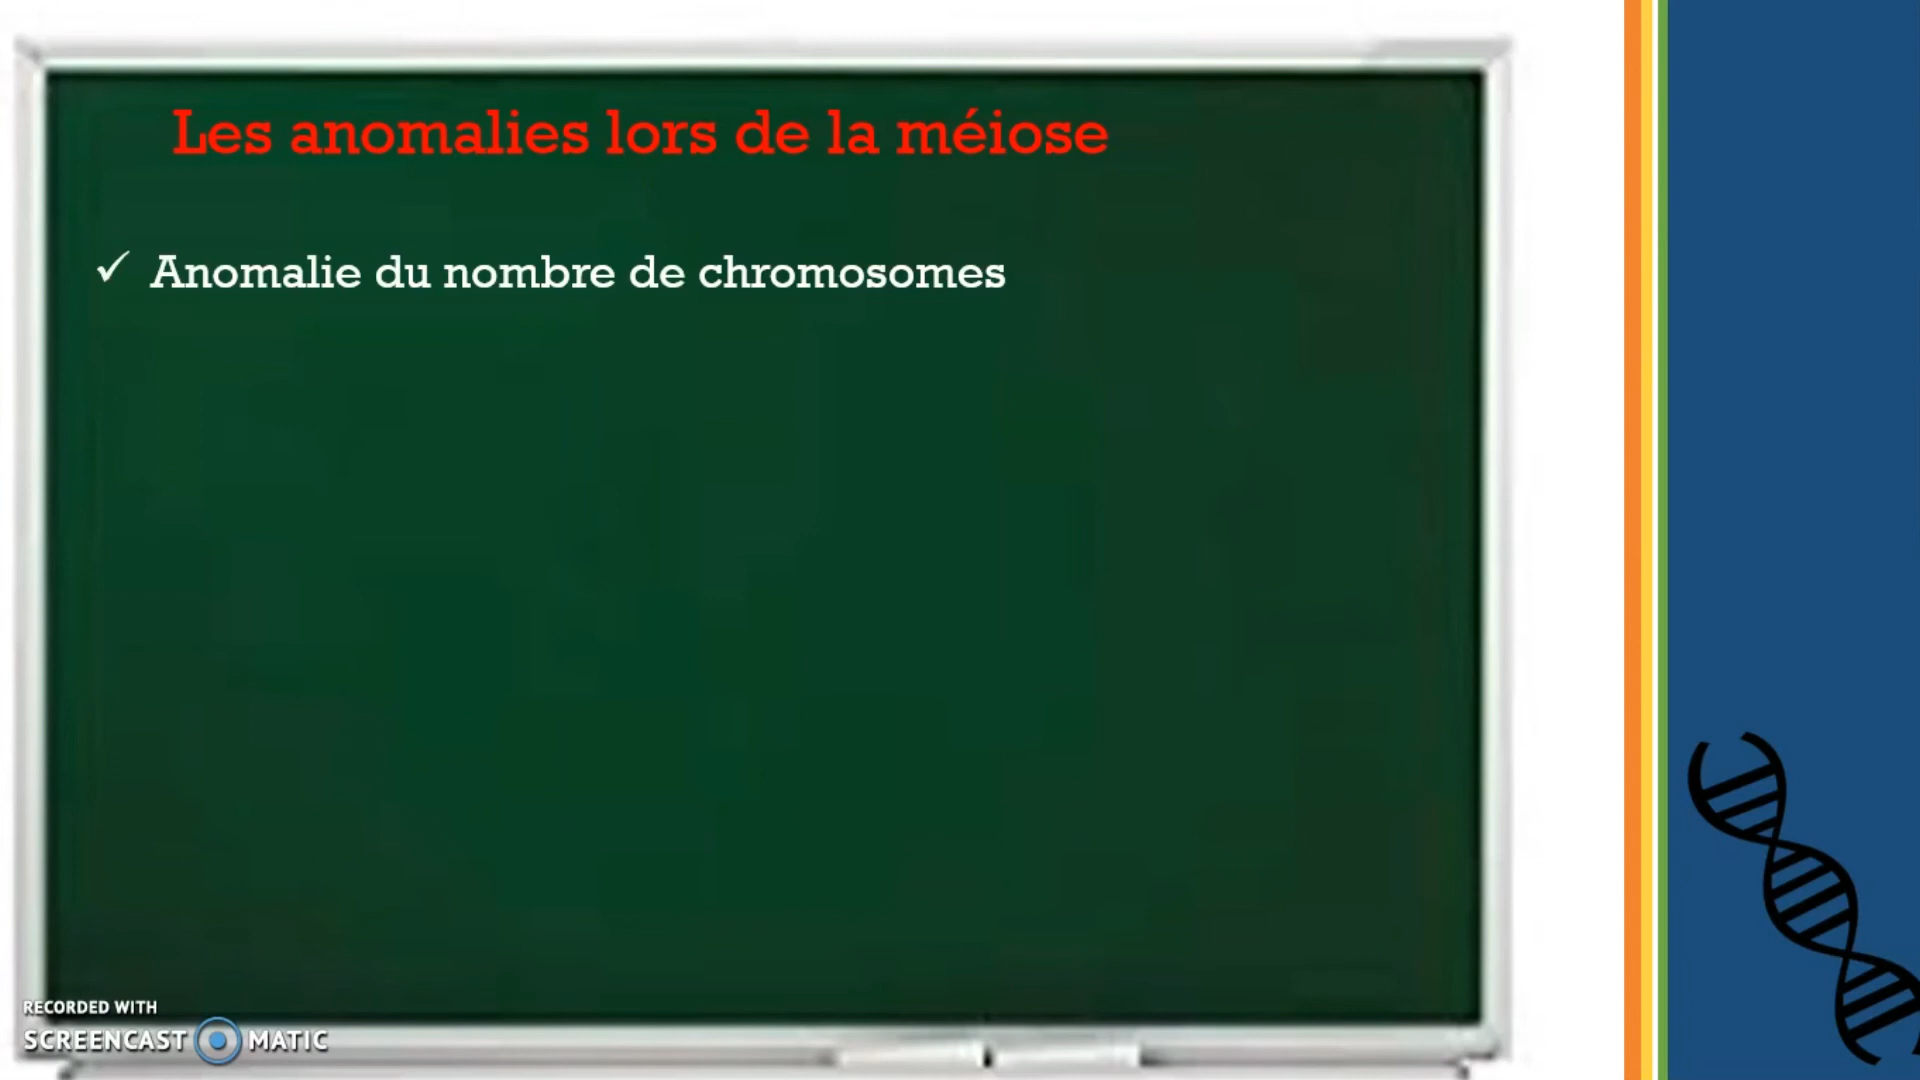 Les anomalies lors de la méiose
✓ Anomalie du nombre de chromosomes
RECORDED WITH
SCREENCAST MATIC